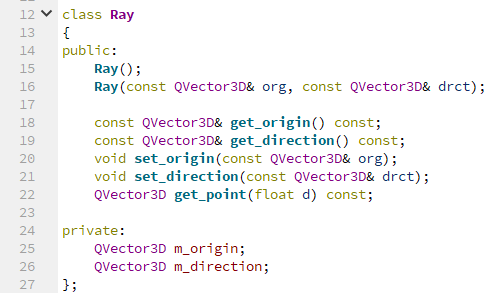 12 class Ray
13 {
14 public:
15     Ray();
16     Ray(const QVector3D& org, const QVector3D& drct);
17
18     const QVector3D& get_origin() const;
19     const QVector3D& get_direction() const;
20     void set_origin(const QVector3D& org);
21     void set_direction(const QVector3D& drct);
22     QVector3D get_point(float d) const;
23
24 private:
25     QVector3D m_origin;
26     QVector3D m_direction;
27 };